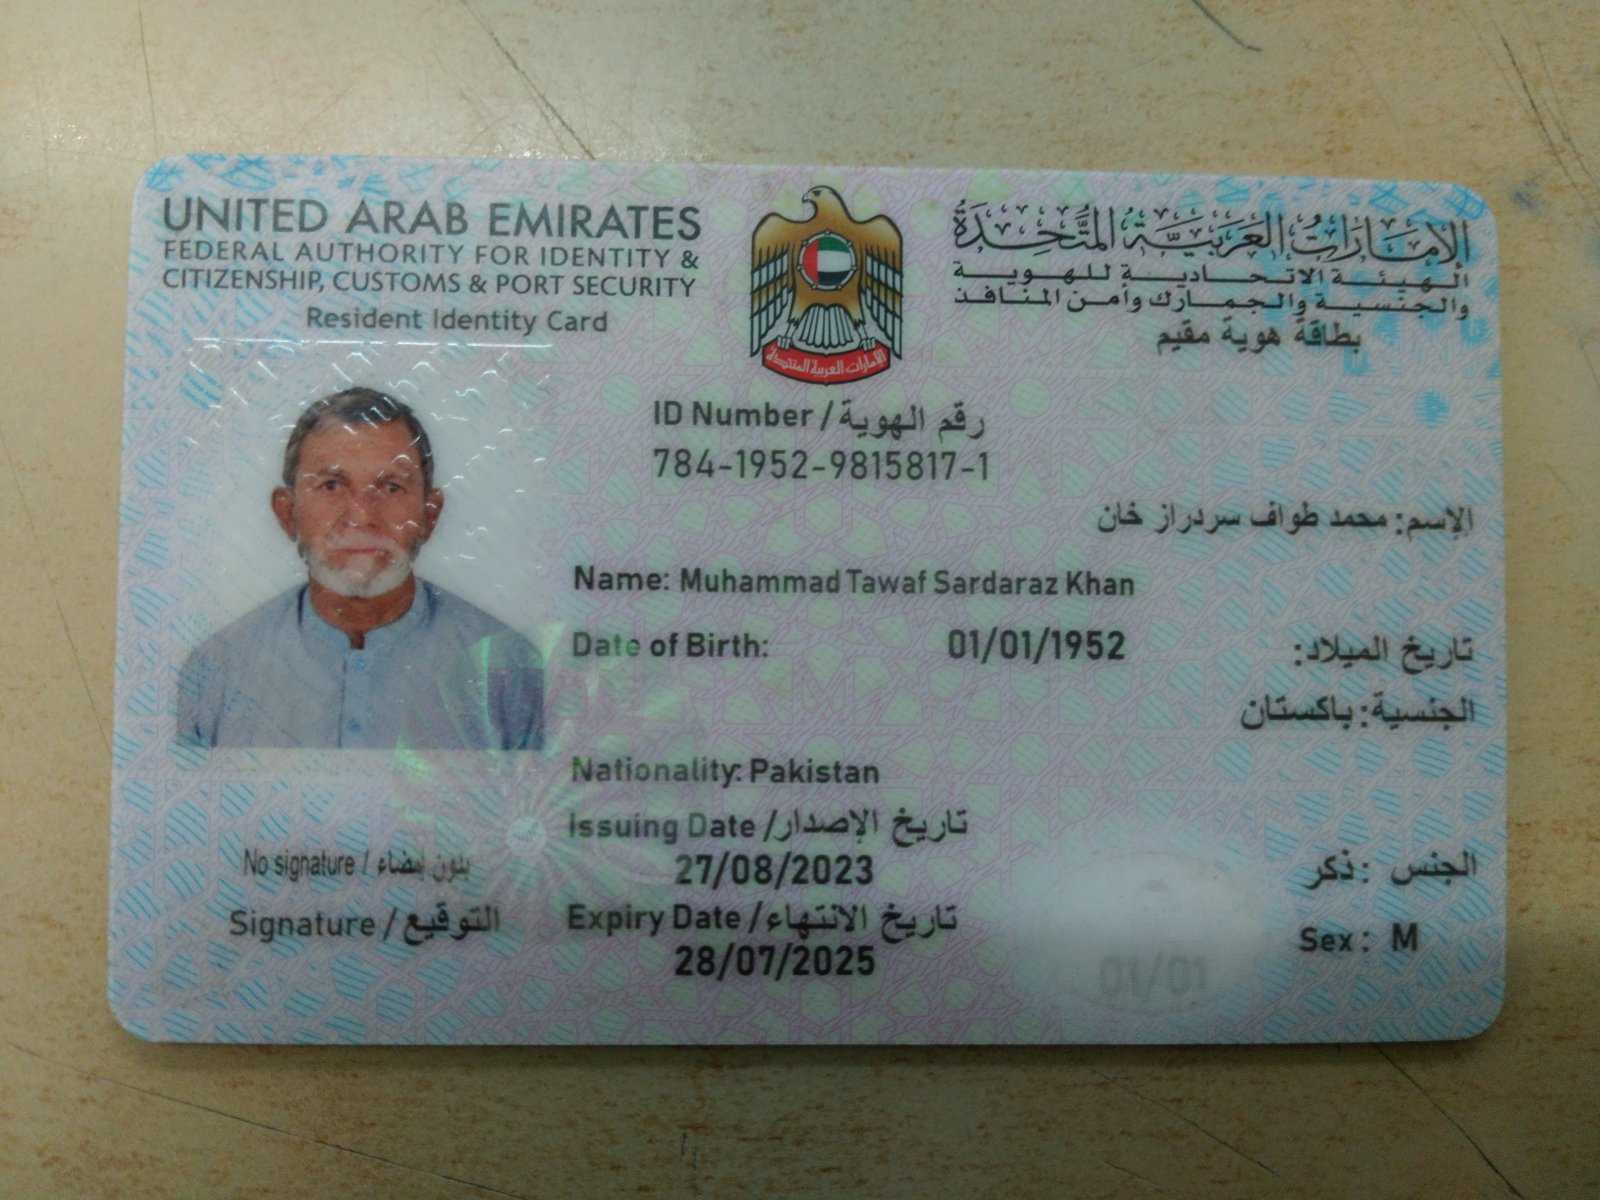 UNITED ARAB EMIRATES
FEDERAL AUTHORITY FOR IDENTITY &
CITIZENSHIP, CUSTOMS & PORT SECURITY
Resident Identity Card
الإمارات العربية المتحدة
الهيئة الاتحادية للهوية
والجنسية والجمارك وأمن المنافذ
بطاقة هوية مقيم
الإمارات العربية المتحدة
ID Number / رقم الهوية
784-1952-9815817-1
الإسم: محمد طواف سردراز خان
Name: Muhammad Tawaf Sardaraz Khan
Date of Birth: 01/01/1952 تاريخ الميلاد:
الجنسية: باكستان
Nationality: Pakistan
Issuing Date / تاريخ الإصدار
27/08/2023
Expiry Date / تاريخ الانتهاء
28/07/2025
الجنس : ذكر
Sex : M
No signature / بدون إمضاء
Signature / التوقيع
01/01